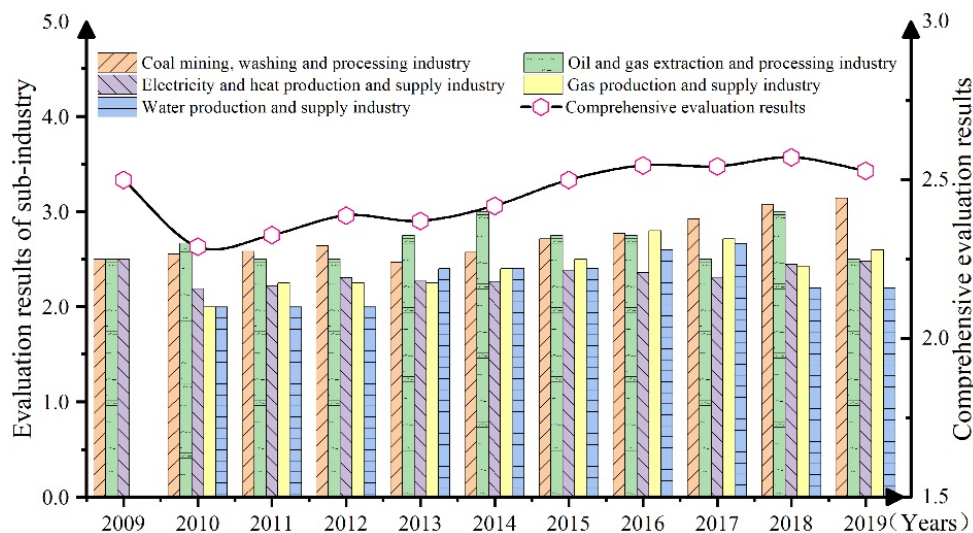 Evaluation results of sub-industry
5.0
4.0
3.0
2.0
1.0
0.0
Coal mining, washing and processing industry
Oil and gas extraction and processing industry
Electricity and heat production and supply industry
Gas production and supply industry
Water production and supply industry
Comprehensive evaluation results
3.0
2.5
2.0
1.5
Comprehensive evaluation results
2009 2010 2011 2012 2013 2014 2015 2016 2017 2018 2019（Years）